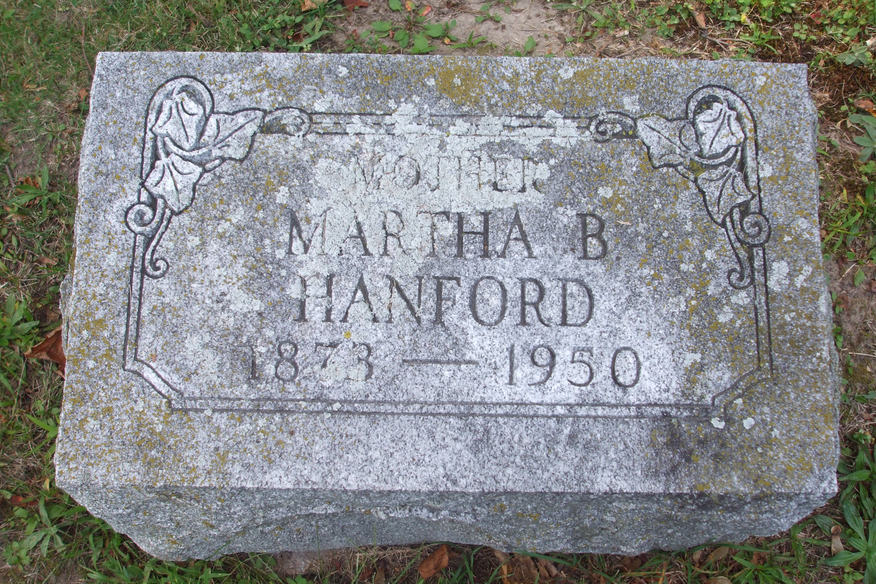 MOTHER
MARTHA B
HANFORD
1873 — 1950